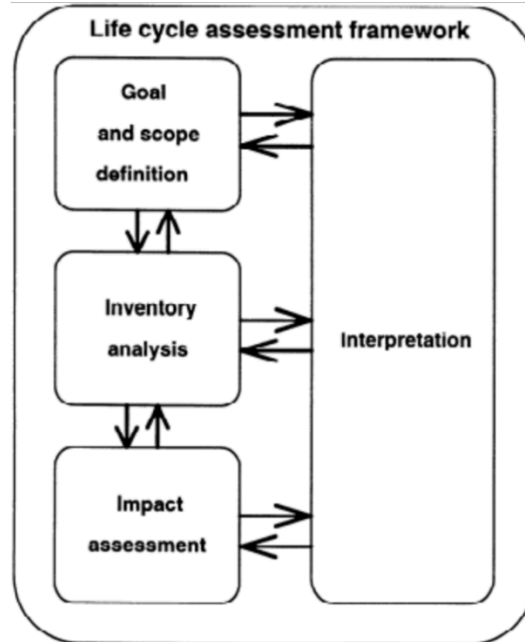 Life cycle assessment framework
Goal
and scope
definition
Inventory
analysis
Interpretation
Impact
assessment